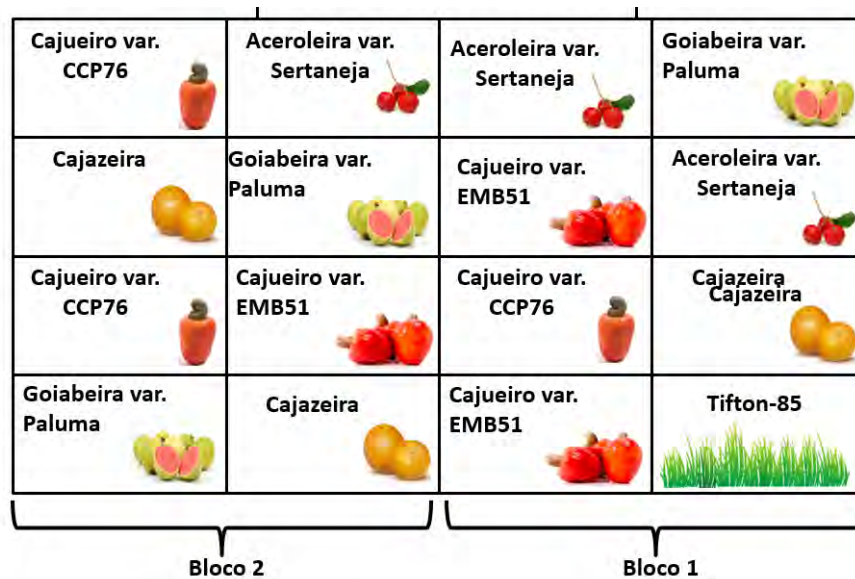 Cajueiro var.
CCP76
Aceroleira var.
Sertaneja
Aceroleira var.
Sertaneja
Goiabeira var.
Paluma
Cajazeira
Goiabeira var.
Paluma
Cajueiro var.
EMB51
Aceroleira var.
Sertaneja
Cajueiro var.
CCP76
Cajueiro var.
EMB51
Cajueiro var.
CCP76
Cajazeira
Cajazeira
Goiabeira var.
Paluma
Cajazeira
Cajueiro var.
EMB51
Tifton-85
Bloco 2
Bloco 1